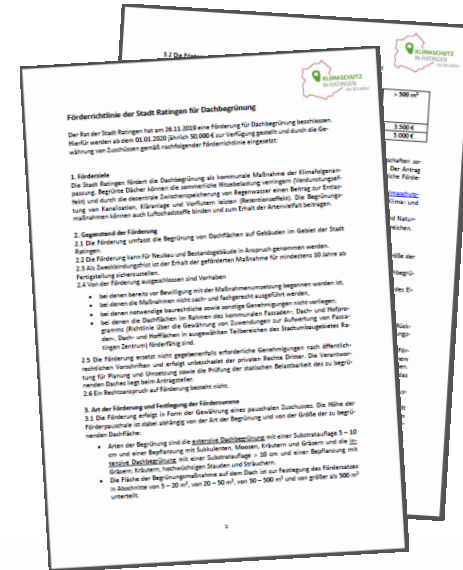 KLIMASCHUTZ
IN RATINGEN
> 500 m²
3.500 €
5.000 €
KLIMASCHUTZ
IN RATINGEN
Förderrichtlinie der Stadt Ratingen für Dachbegrünung
Der Rat der Stadt Ratingen hat am 26.11.2019 eine Förderung für Dachbegrünung beschlossen.
Hierfür werden ab dem 01.01.2020 jährlich 50.000 € zur Verfügung gestellt und durch die Ge-
währung von Zuschüssen gemäß nachfolgender Förderrichtlinie eingesetzt:
1. Förderziele
Die Stadt Ratingen fördert die Dachbegrünung als kommunale Maßnahme der Klimafolgenan-
passung. Begrünte Dächer können die sommerliche Hitzebelastung verringern (Verdunstungsef-
fekt) und durch die dezentrale Zwischenspeicherung von Regenwasser einen Beitrag zur Entlas-
tung von Kanalisation, Kläranlage und Vorflutern leisten (Retentionseffekt). Die Begrünungs-
maßnahmen können auch Luftschadstoffe binden und zum Erhalt der Artenvielfalt beitragen.
2. Gegenstand der Förderung
2.1 Die Förderung umfasst die Begrünung von Dachflächen auf Gebäuden im Gebiet der Stadt
Ratingen.
2.2 Die Förderung kann für Neubau und Bestandsgebäude in Anspruch genommen werden.
2.3 Als Zweckbindungsfrist ist der Erhalt der geförderten Maßnahme für mindestens 10 Jahre ab
Fertigstellung sicherzustellen.
2.4 Von der Förderung ausgeschlossen sind Vorhaben
• bei denen bereits vor Bewilligung mit der Maßnahmenumsetzung begonnen worden ist,
• bei denen die Maßnahmen nicht sach- und fachgerecht ausgeführt werden,
• bei denen notwendige baurechtliche sowie sonstige Genehmigungen nicht vorliegen,
• bei denen die Dachflächen im Rahmen des kommunalen Fassaden-, Dach- und Hofpro-
gramms (Richtlinie über die Gewährung von Zuwendungen zur Aufwertung von Fassa-
den, Dach- und Hofflächen in ausgewählten Teilbereichen des Stadtumbaugebietes Ra-
tingen Zentrum) förderfähig sind.
2.5 Die Förderung ersetzt nicht gegebenenfalls erforderliche Genehmigungen nach öffentlich-
rechtlichen Vorschriften und erfolgt unbeschadet der privaten Rechte Dritter. Die Verantwor-
tung für Planung und Umsetzung sowie die Prüfung der statischen Belastbarkeit des zu begrü-
nenden Daches liegt beim Antragsteller.
2.6 Ein Rechtsanspruch auf Förderung besteht nicht.
3. Art der Förderung und Festlegung der Fördersumme
3.1 Die Förderung erfolgt in Form der Gewährung eines pauschalen Zuschusses. Die Höhe der
Förderpauschale ist dabei abhängig von der Art der Begrünung und von der Größe der zu begrü-
nenden Dachfläche:
• Arten der Begrünung sind die extensive Dachbegrünung mit einer Substratauflage 5 – 10
cm und einer Bepflanzung mit Sukkulenten, Moosen, Kräutern und Gräsern und die in-
tensive Dachbegrünung mit einer Substratauflage > 10 cm und einer Bepflanzung mit
Gräsern, Kräutern, hochwüchsigen Stauden und Sträuchern.
• Die Fläche der Begrünungsmaßnahme auf dem Dach ist zur Festlegung des Fördersatzes
in Abschnitte von 5 – 20 m², von 20 – 50 m², von 50 – 500 m² und von größer als 500 m²
unterteilt.
1